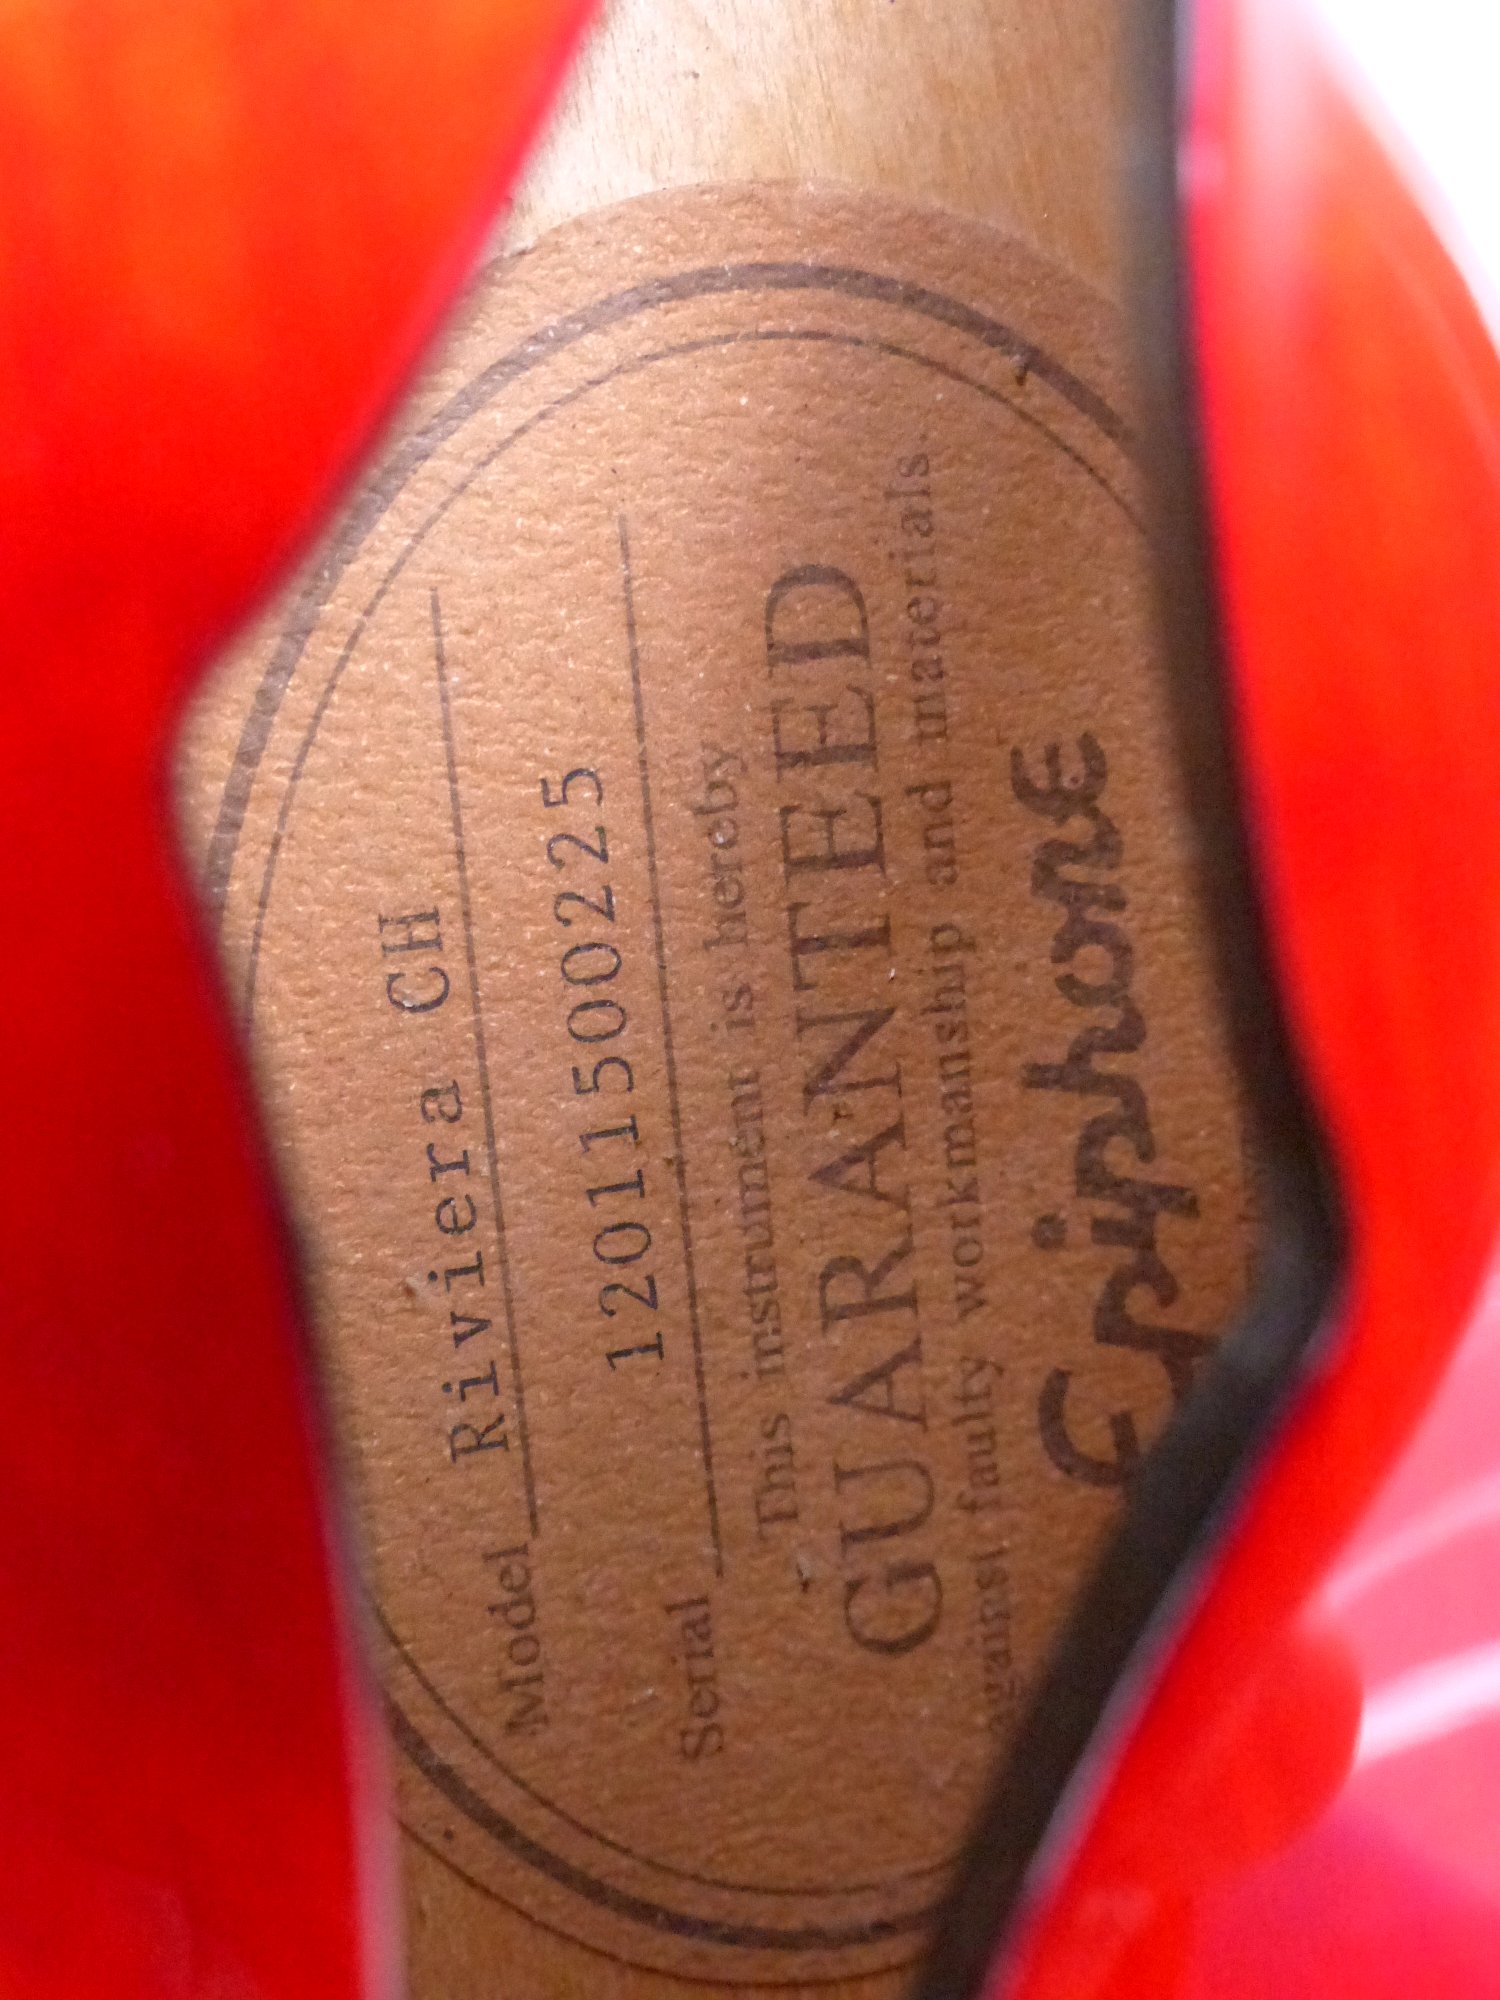 Model Riviera CH
Serial 12011500225
This instrument is hereby
GUARANTEED
against faulty workmanship and materials.
Epiphone